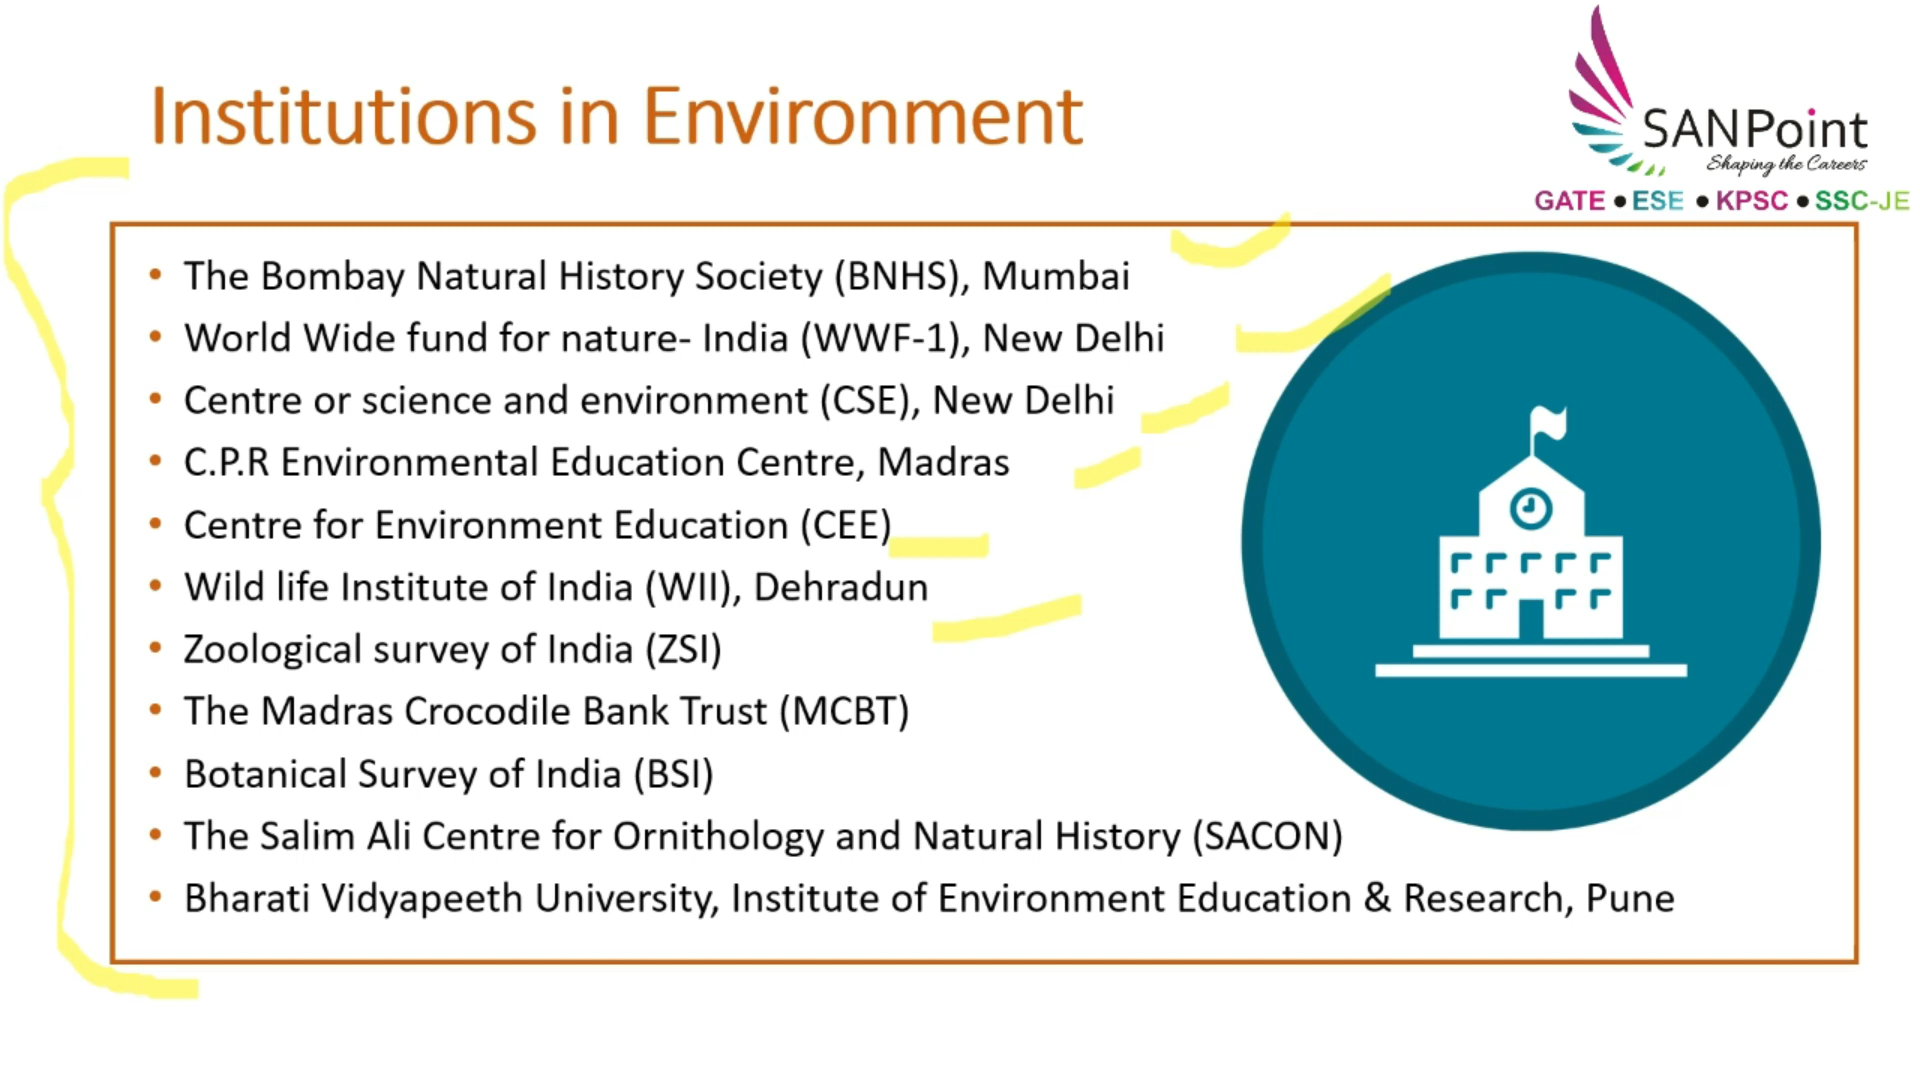 Institutions in Environment
SANPoint
Shaping the Careers
GATE ● ESE ● KPSC ● SSC-JE
• The Bombay Natural History Society (BNHS), Mumbai
• World Wide fund for nature- India (WWF-1), New Delhi
• Centre or science and environment (CSE), New Delhi
• C.P.R Environmental Education Centre, Madras
• Centre for Environment Education (CEE)
• Wild life Institute of India (WII), Dehradun
• Zoological survey of India (ZSI)
• The Madras Crocodile Bank Trust (MCBT)
• Botanical Survey of India (BSI)
• The Salim Ali Centre for Ornithology and Natural History (SACON)
• Bharati Vidyapeeth University, Institute of Environment Education & Research, Pune